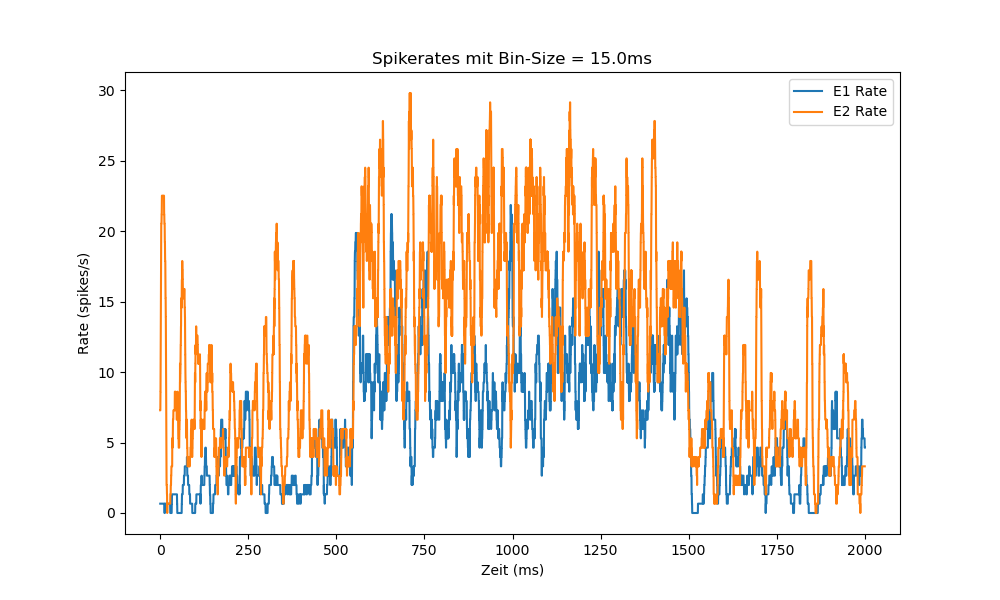 Spikerates mit Bin-Size = 15.0ms
E1 Rate
E2 Rate
30
25
20
15
10
5
0
Rate (spikes/s)
0 250 500 750 1000 1250 1500 1750 2000
Zeit (ms)